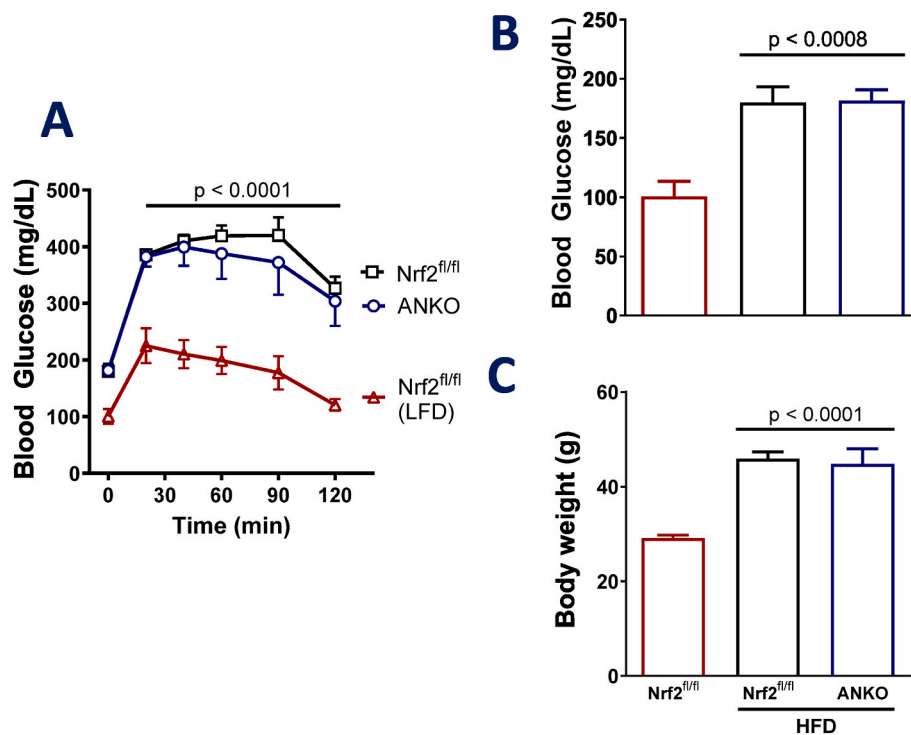 A
Blood Glucose (mg/dL)
500
400
300
200
100
0
p < 0.0001
Nrf2fl/fl
ANKO
Nrf2fl/fl
(LFD)
0 30 60 90 120
Time (min)
B
Blood Glucose (mg/dL)
250
200
150
100
50
0
p < 0.0008
C
Body weight (g)
60
40
20
0
p < 0.0001
Nrf2fl/fl Nrf2fl/fl ANKO
HFD